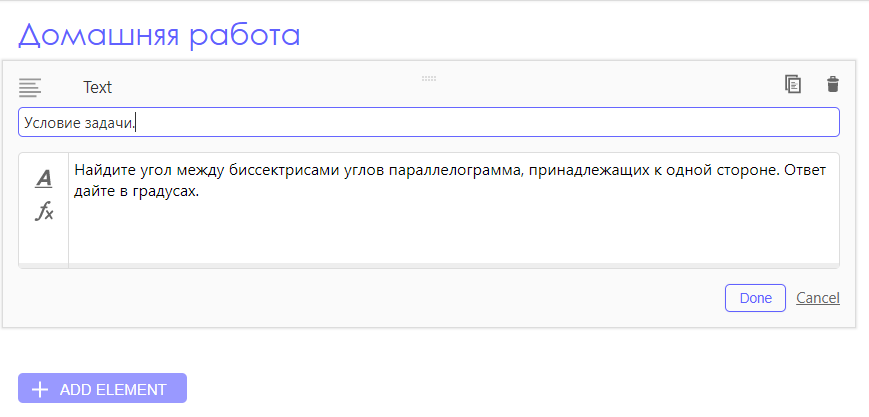 Домашняя работа
Text
Условие задачи.
A
Найдите угол между биссектрисами углов параллелограмма, принадлежащих к одной стороне. Ответ
дайте в градусах.
fx
Done Cancel
ADD ELEMENT